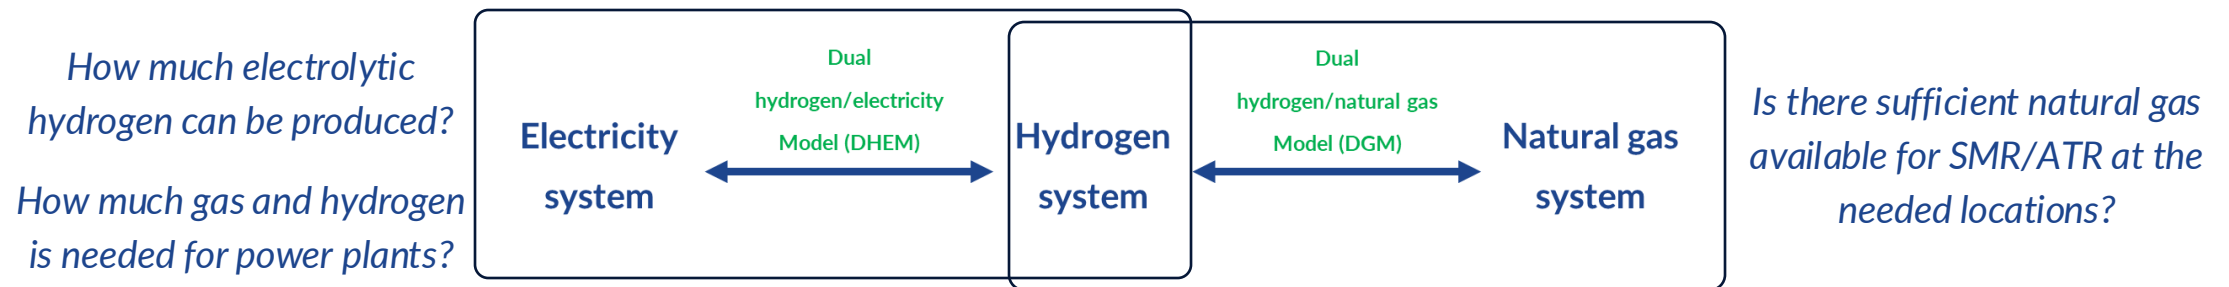 How much electrolytic
hydrogen can be produced?
How much gas and hydrogen
is needed for power plants?
Electricity
system
Dual
hydrogen/electricity
Model (DHEM)
Hydrogen
system
Dual
hydrogen/natural gas
Model (DGM)
Natural gas
system
Is there sufficient natural gas
available for SMR/ATR at the
needed locations?